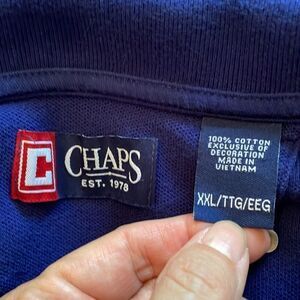 C
CHAPS
EST. 1978
100% COTTON
EXCLUSIVE OF
DECORATION
MADE IN
VIETNAM
XXL/TTG/EEG